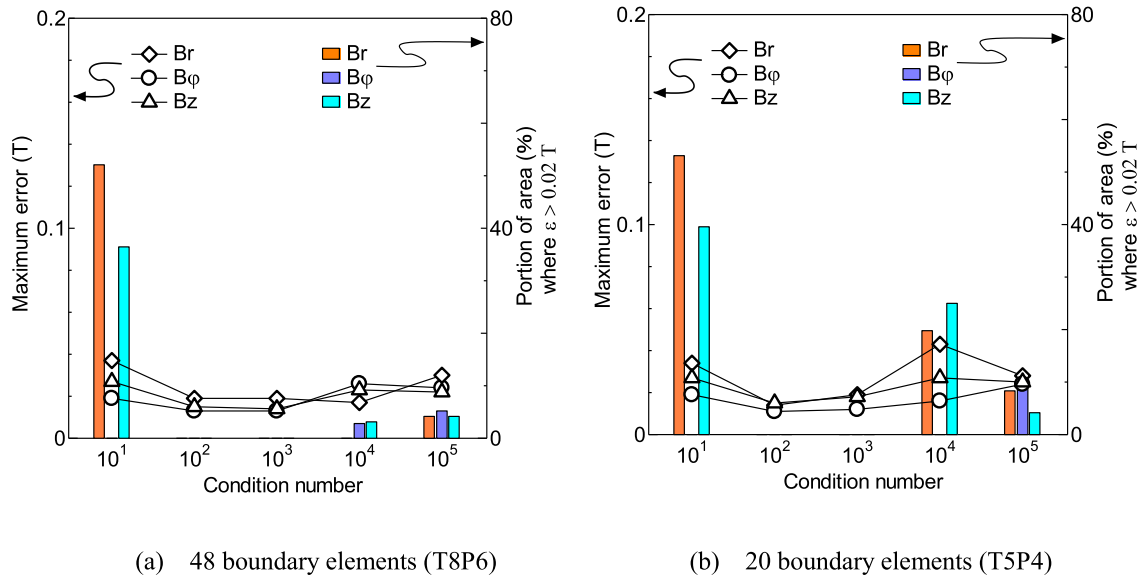 0.2
80
Br
Br
Bφ
Bφ
Bz
Bz
Maximum error (T)
Portion of area (%)
where ε > 0.02 T
0.1
40
0
0
10¹
10²
10³
10⁴
10⁵
Condition number
(a) 48 boundary elements (T8P6)
0.2
80
Br
Br
Bφ
Bφ
Bz
Bz
Maximum error (T)
Portion of area (%)
where ε > 0.02 T
0.1
40
0
0
10¹
10²
10³
10⁴
10⁵
Condition number
(b) 20 boundary elements (T5P4)